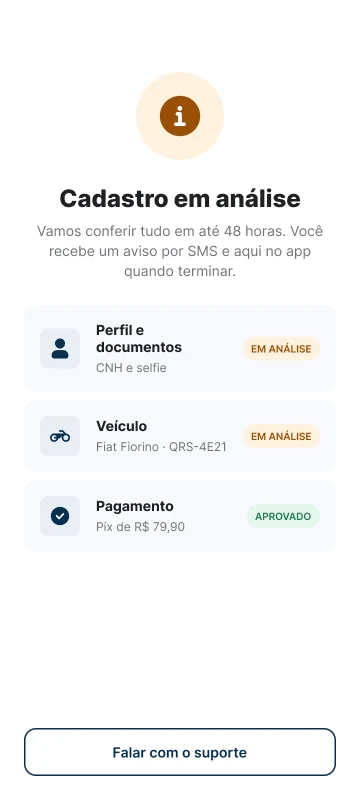 Cadastro em análise
Vamos conferir tudo em até 48 horas. Você
recebe um aviso por SMS e aqui no app
quando terminar.
Perfil e
documentos
CNH e selfie
EM ANÁLISE
Veículo
Fiat Fiorino · QRS-4E21
EM ANÁLISE
Pagamento
Pix de R$ 79,90
APROVADO
Falar com o suporte